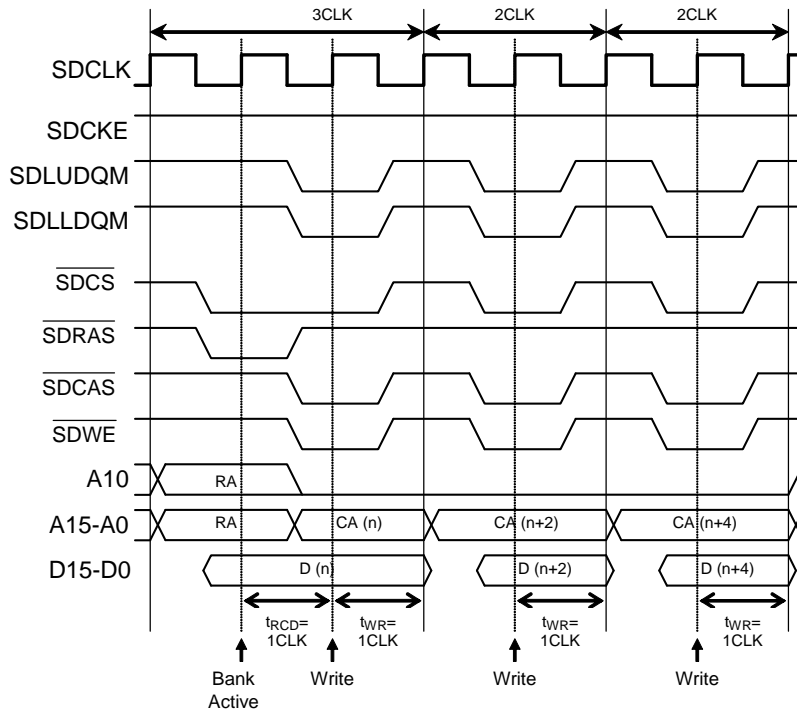 3CLK 2CLK 2CLK
SDCLK
SDCKE
SDLUDQM
SDLLDQM
SDCS
SDRAS
SDCAS
SDWE
A10 RA
A15-A0 RA CA (n) CA (n+2) CA (n+4)
D15-D0 D (n) D (n+2) D (n+4)
tRCD= tWR= tWR= tWR=
1CLK 1CLK 1CLK 1CLK
Bank Write Write Write
Active